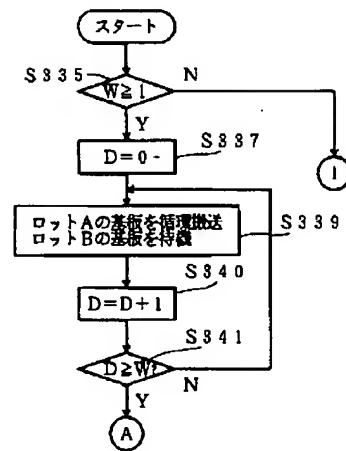 スタート
S335
W≧1
N
Y
S337
D=0
1
ロットAの基板を循環搬送
ロットBの基板を待機
S339
S340
D=D+1
S341
D≧W?
N
Y
A